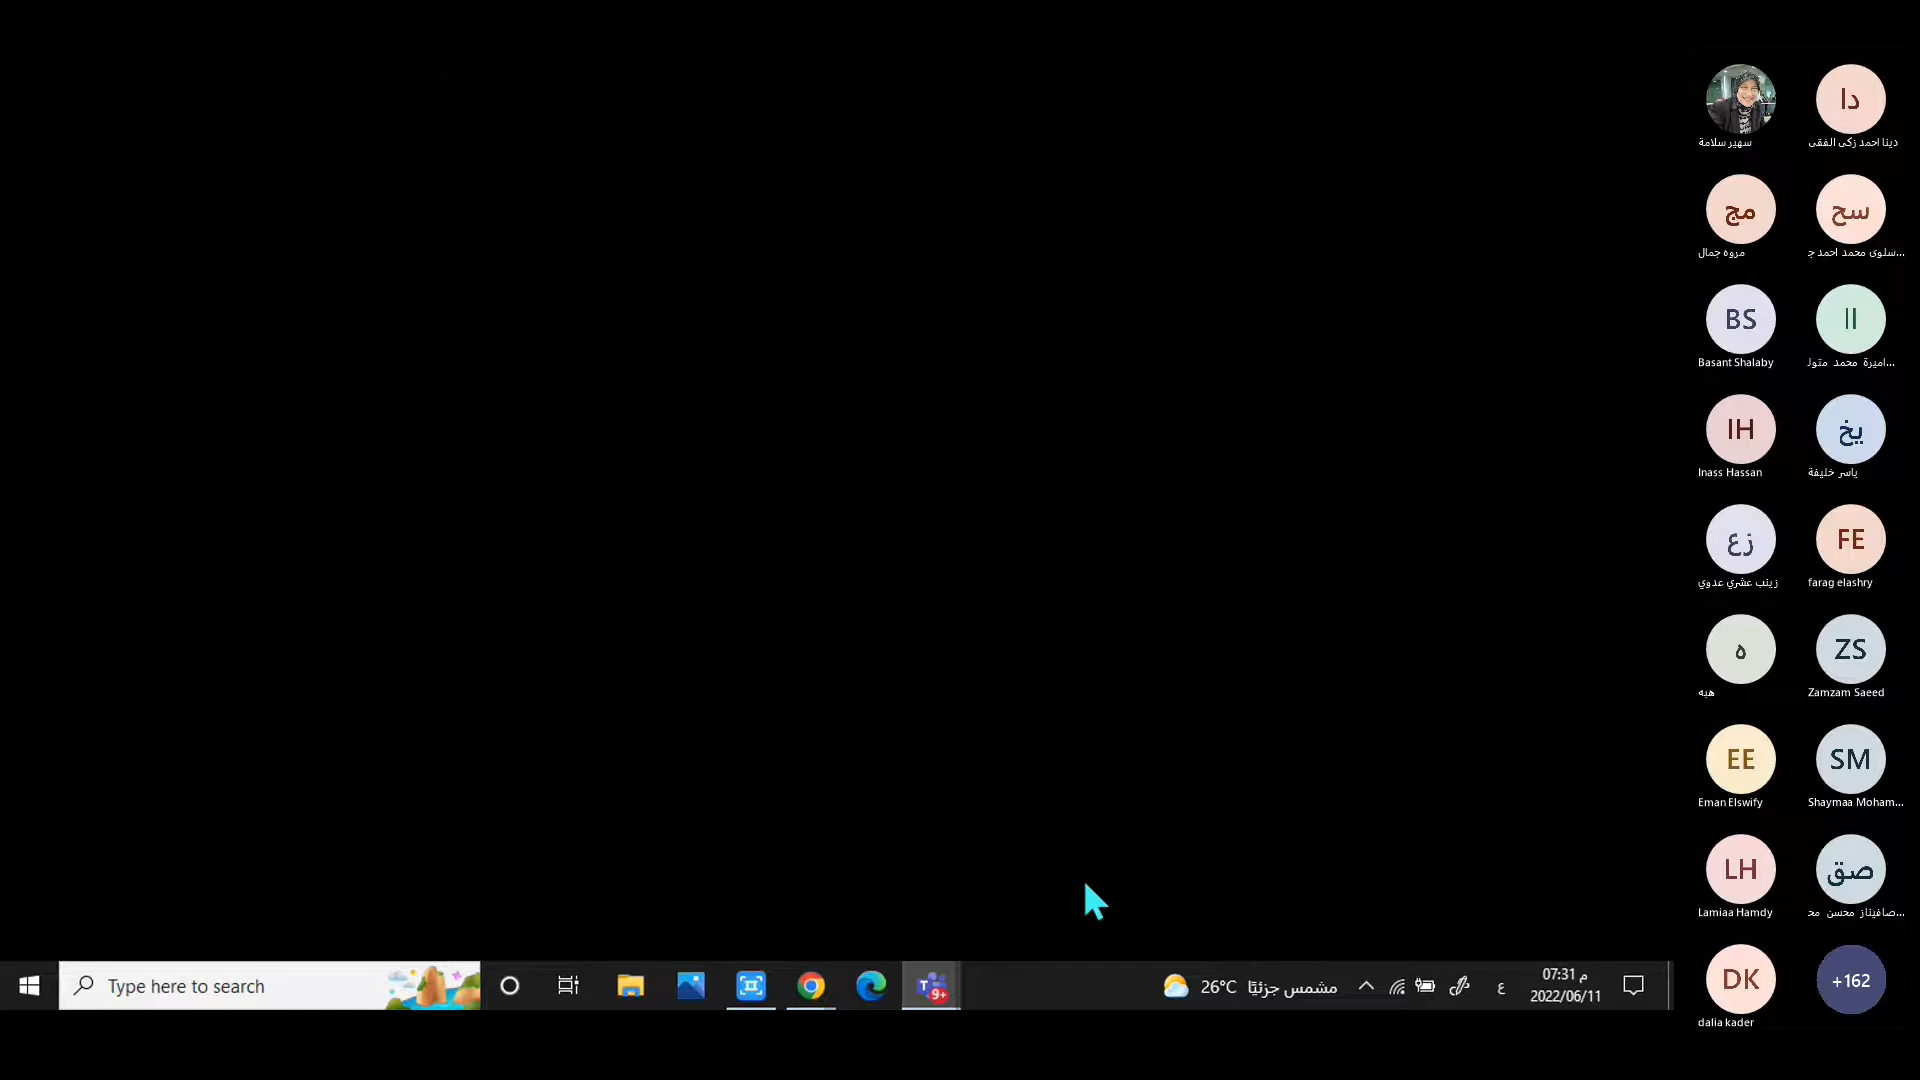 دا
سهير سلامة
دينا احمد زكى الفقى
مج
سح
مروه جمال
سلوى محمد احمد ج...
BS
اا
Basant Shalaby
اميرة محمد متول...
IH
يخ
Inass Hassan
ياسر خليفة
زع
FE
زينب عشري عدوي
farag elashry
ه
ZS
هبه
Zamzam Saeed
EE
SM
Eman Elswify
Shaymaa Moham...
LH
صق
Lamiaa Hamdy
صافيناز محسن مح...
DK
+162
dalia kader
Type here to search
T
9+
26°C مشمس جزئيًا
ع
07:31 م
2022/06/11